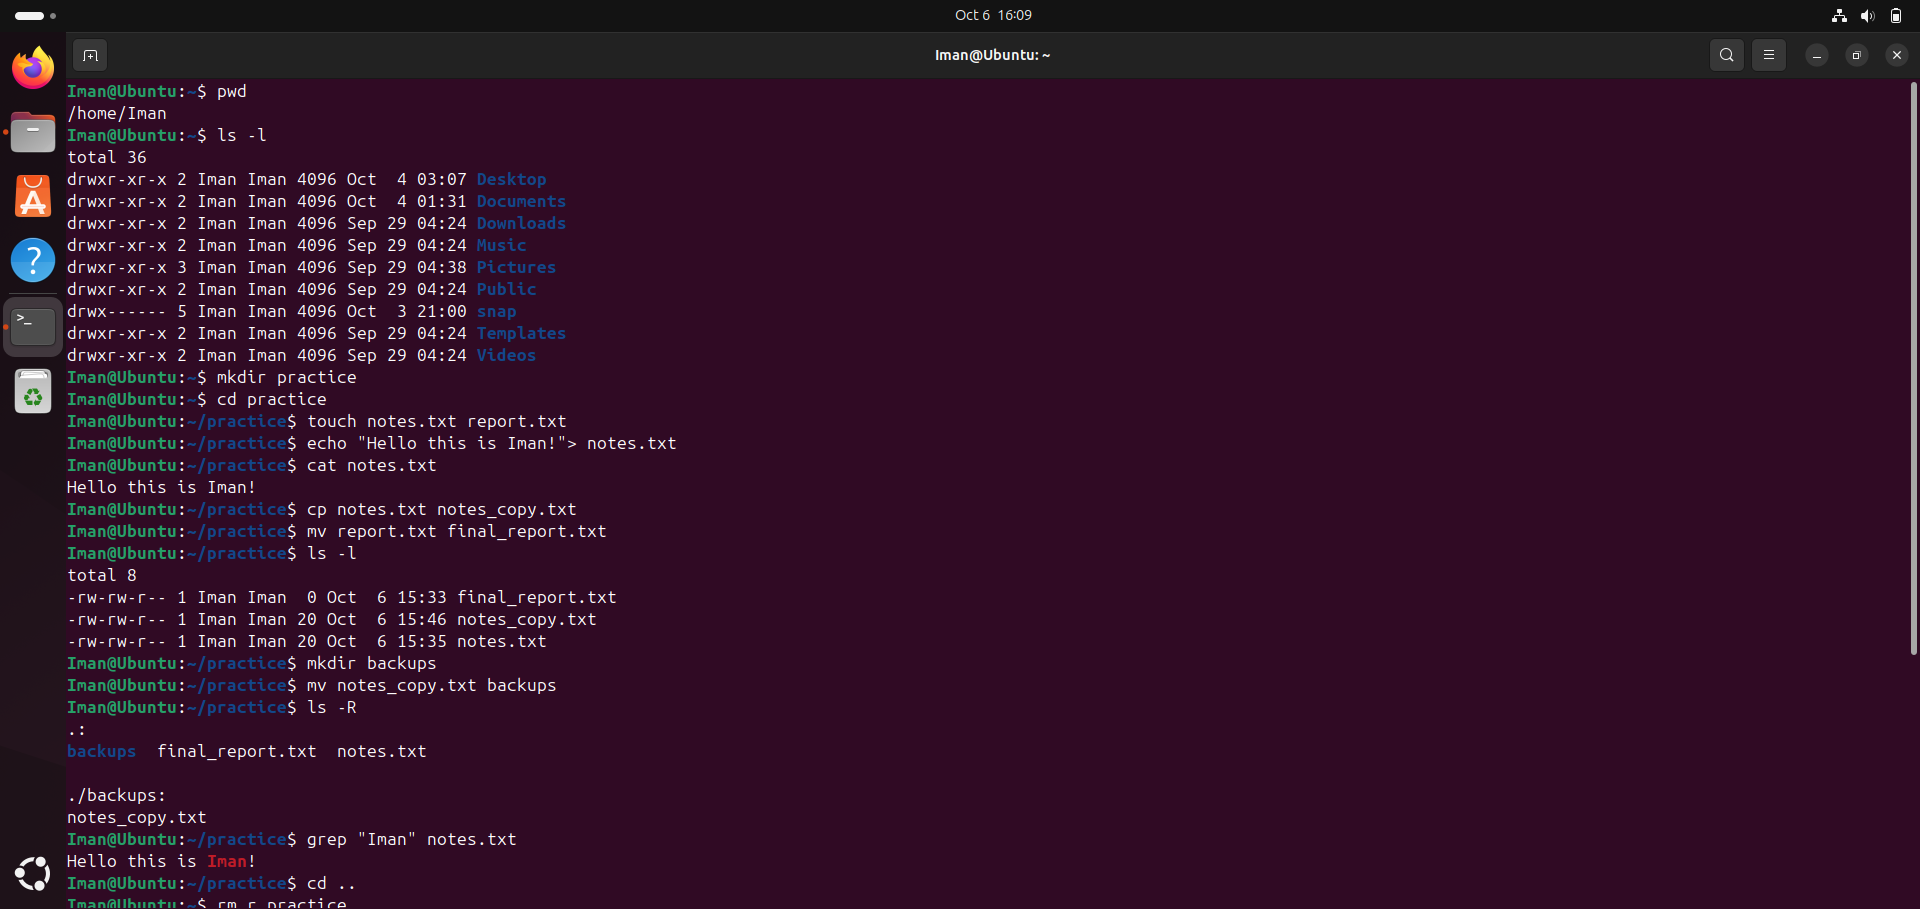 Oct 6 16:09
Iman@Ubuntu: ~
Iman@Ubuntu:~$ pwd
/home/Iman
Iman@Ubuntu:~$ ls -l
total 36
drwxr-xr-x 2 Iman Iman 4096 Oct  4 03:07 Desktop
drwxr-xr-x 2 Iman Iman 4096 Oct  4 01:31 Documents
drwxr-xr-x 2 Iman Iman 4096 Sep 29 04:24 Downloads
drwxr-xr-x 2 Iman Iman 4096 Sep 29 04:24 Music
drwxr-xr-x 3 Iman Iman 4096 Sep 29 04:38 Pictures
drwxr-xr-x 2 Iman Iman 4096 Sep 29 04:24 Public
drwx------ 5 Iman Iman 4096 Oct  3 21:00 snap
drwxr-xr-x 2 Iman Iman 4096 Sep 29 04:24 Templates
drwxr-xr-x 2 Iman Iman 4096 Sep 29 04:24 Videos
Iman@Ubuntu:~$ mkdir practice
Iman@Ubuntu:~$ cd practice
Iman@Ubuntu:~/practice$ touch notes.txt report.txt
Iman@Ubuntu:~/practice$ echo "Hello this is Iman!"> notes.txt
Iman@Ubuntu:~/practice$ cat notes.txt
Hello this is Iman!
Iman@Ubuntu:~/practice$ cp notes.txt notes_copy.txt
Iman@Ubuntu:~/practice$ mv report.txt final_report.txt
Iman@Ubuntu:~/practice$ ls -l
total 8
-rw-rw-r-- 1 Iman Iman  0 Oct  6 15:33 final_report.txt
-rw-rw-r-- 1 Iman Iman 20 Oct  6 15:46 notes_copy.txt
-rw-rw-r-- 1 Iman Iman 20 Oct  6 15:35 notes.txt
Iman@Ubuntu:~/practice$ mkdir backups
Iman@Ubuntu:~/practice$ mv notes_copy.txt backups
Iman@Ubuntu:~/practice$ ls -R
.:
backups  final_report.txt  notes.txt
./backups:
notes_copy.txt
Iman@Ubuntu:~/practice$ grep "Iman" notes.txt
Hello this is Iman!
Iman@Ubuntu:~/practice$ cd ..
Iman@Ubuntu:~$ rm r practice